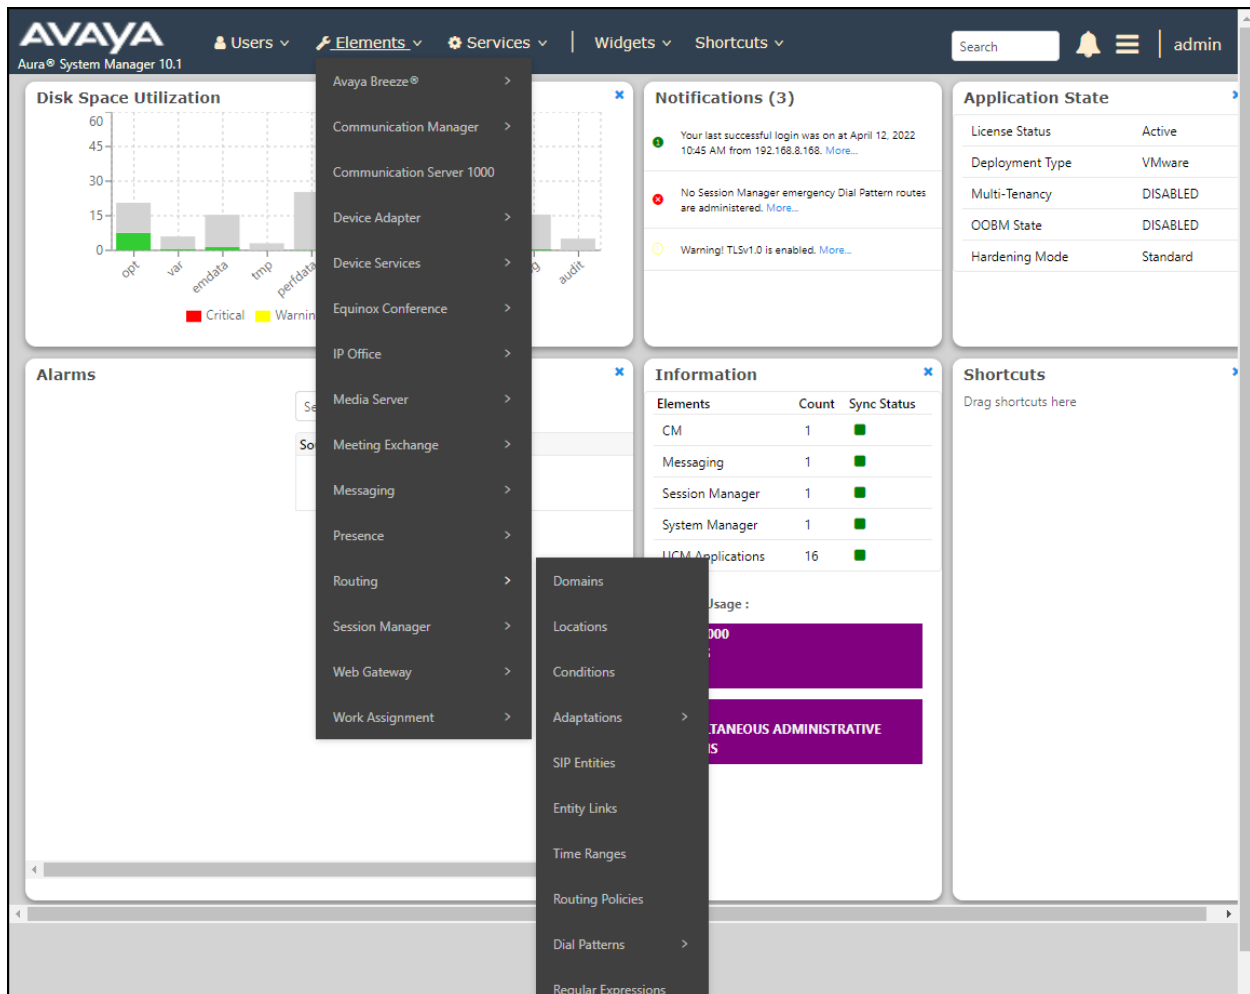 AVAYA
Aura® System Manager 10.1
Users
Elements
Services
Widgets
Shortcuts
Search
admin
Disk Space Utilization
60
45
30
15
0
opt
var
emdata
tmp
perfdata
audit
Critical
Avaya Breeze®
Communication Manager
Communication Server 1000
Device Adapter
Device Services
Equinox Conference
IP Office
Media Server
Meeting Exchange
Messaging
Presence
Routing
Session Manager
Web Gateway
Work Assignment
Domains
Locations
Conditions
Adaptations
SIP Entities
Entity Links
Time Ranges
Routing Policies
Dial Patterns
Regular Expressions
Notifications (3)
Your last successful login was on at April 12, 2022
10:45 AM from 192.168.8.168. More...
No Session Manager emergency Dial Pattern routes
are administered. More...
Warning! TLSv1.0 is enabled. More...
Application State
License Status Active
Deployment Type VMware
Multi-Tenancy DISABLED
OOBM State DISABLED
Hardening Mode Standard
Alarms
Information
Elements Count Sync Status
CM 1
Messaging 1
Session Manager 1
System Manager 1
UCM Applications 16
Usage :
ADMINISTRATIVE
Shortcuts
Drag shortcuts here